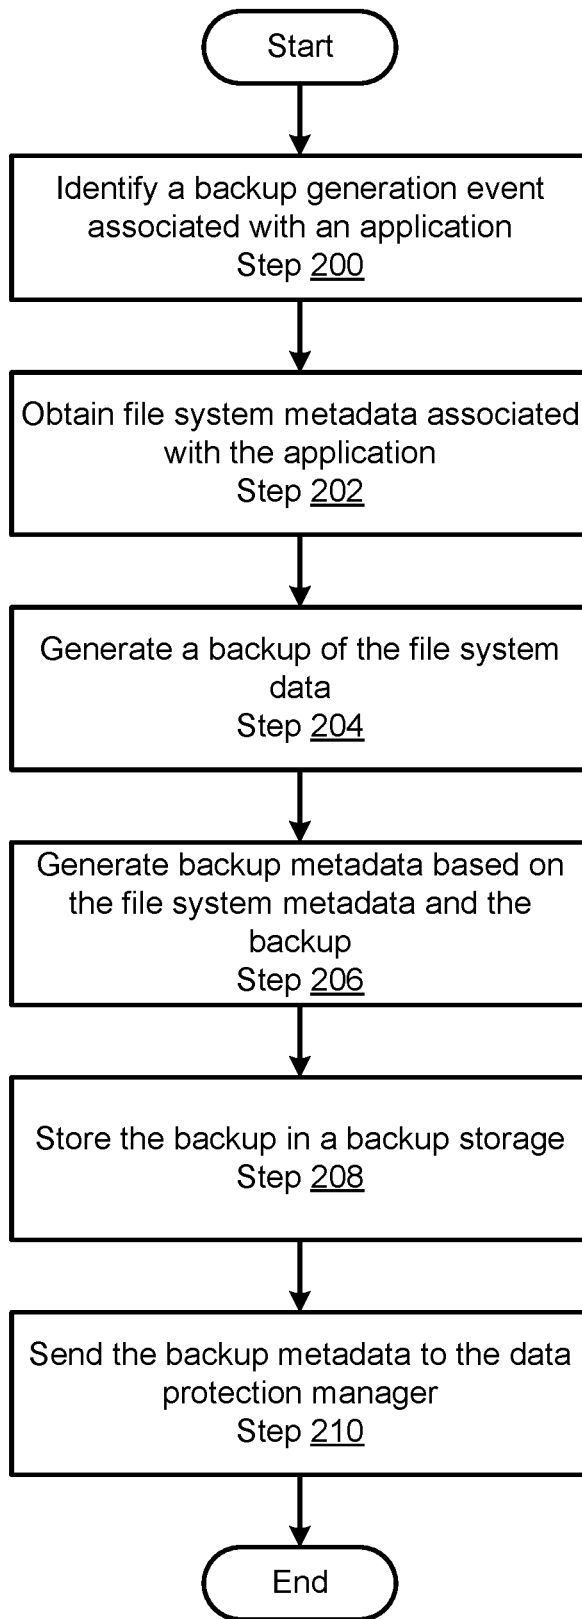 Start
Identify a backup generation event
associated with an application
Step 200
Obtain file system metadata associated
with the application
Step 202
Generate a backup of the file system
data
Step 204
Generate backup metadata based on
the file system metadata and the
backup
Step 206
Store the backup in a backup storage
Step 208
Send the backup metadata to the data
protection manager
Step 210
End